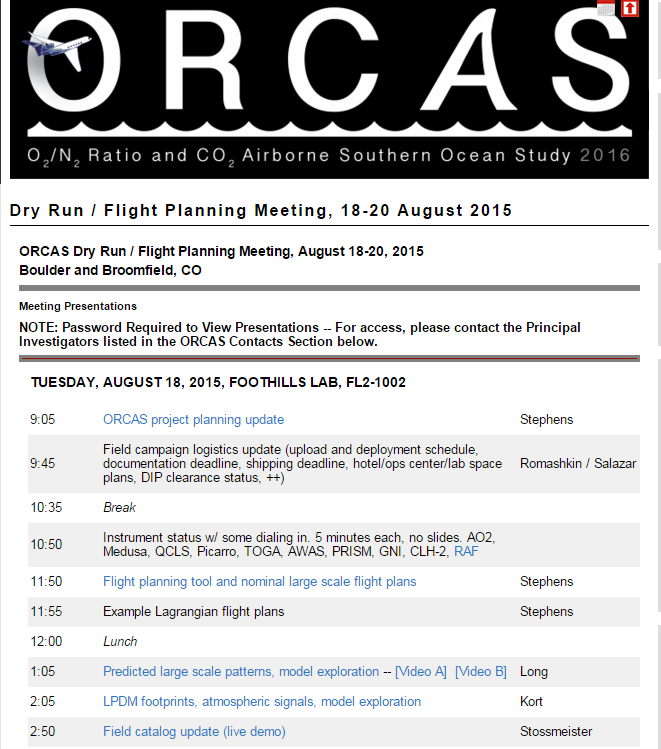 ORCAS
O2/N2 Ratio and CO2 Airborne Southern Ocean Study 2016
Dry Run / Flight Planning Meeting, 18-20 August 2015
ORCAS Dry Run / Flight Planning Meeting, August 18-20, 2015
Boulder and Broomfield, CO
Meeting Presentations
NOTE: Password Required to View Presentations -- For access, please contact the Principal
Investigators listed in the ORCAS Contacts Section below.
TUESDAY, AUGUST 18, 2015, FOOTHILLS LAB, FL2-1002
9:05 ORCAS project planning update Stephens
Field campaign logistics update (upload and deployment schedule,
9:45 documentation deadline, shipping deadline, hotel/ops center/lab space Romashkin / Salazar
plans, DIP clearance status, ++)
10:35 Break
10:50 Instrument status w/ some dialing in. 5 minutes each, no slides. AO2,
Medusa, QCLS, Picarro, TOGA, AWAS, PRISM, GNI, CLH-2, RAF
11:50 Flight planning tool and nominal large scale flight plans Stephens
11:55 Example Lagrangian flight plans Stephens
12:00 Lunch
1:05 Predicted large scale patterns, model exploration -- [Video A] [Video B] Long
2:05 LPDM footprints, atmospheric signals, model exploration Kort
2:50 Field catalog update (live demo) Stossmeister